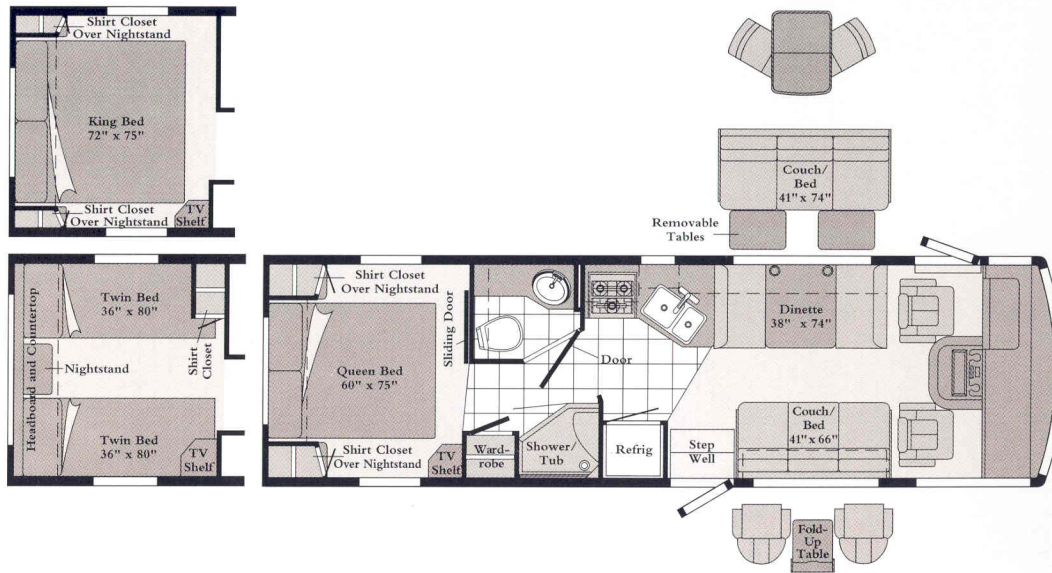 Shirt Closet
Over Nightstand
King Bed
72" x 75"
Shirt Closet
Over Nightstand
TV
Shelf
Couch/
Bed
41" x 74"
Removable
Tables
Headboard and Countertop
Twin Bed
36" x 80"
Shirt
Closet
Nightstand
Twin Bed
36" x 80"
TV
Shelf
Shirt Closet
Over Nightstand
Sliding Door
Door
Queen Bed
60" x 75"
Dinette
38" x 74"
Shirt Closet
Over Nightstand
TV
Shelf
Ward-
robe
Shower/
Tub
Refrig
Step
Well
Couch/
Bed
41" x 66"
Fold-
Up
Table